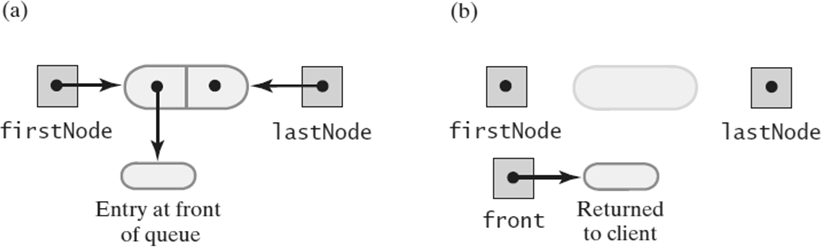 (a)
firstNode
lastNode
Entry at front
of queue
(b)
firstNode
lastNode
front
Returned
to client